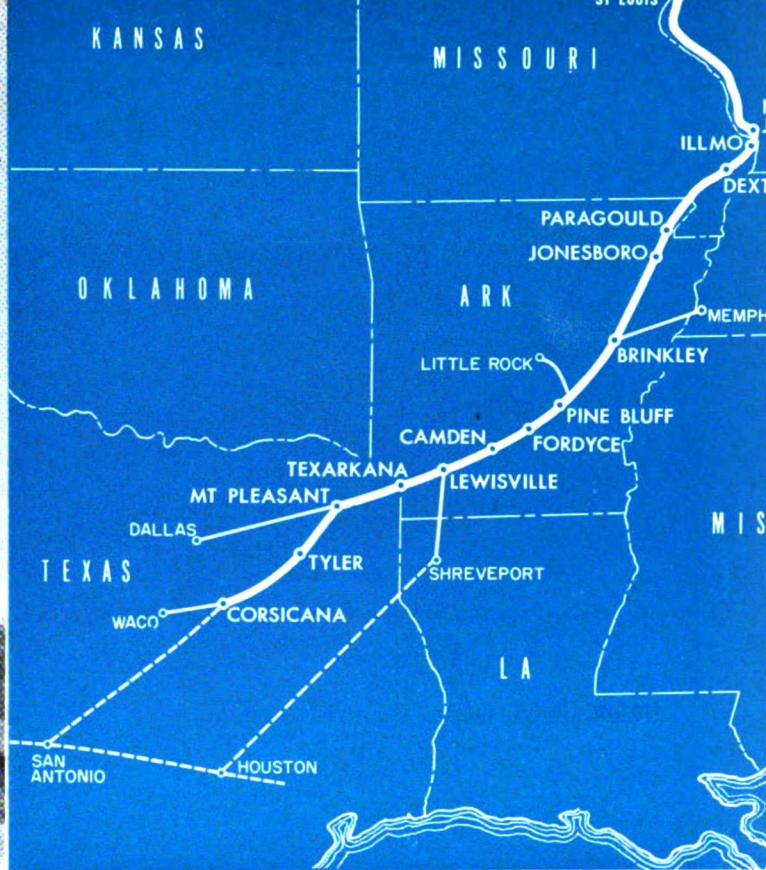 KANSAS
MISSOURI
ILLMO
PARAGOULD
JONESBORO
OKLAHOMA
ARK
LITTLE ROCK
BRINKLEY
PINE BLUFF
CAMDEN
FORDYCE
TEXARKANA
LEWISVILLE
MT PLEASANT
DALLAS
TYLER
TEXAS
SHREVEPORT
WACO
CORSICANA
LA
SAN
ANTONIO
HOUSTON